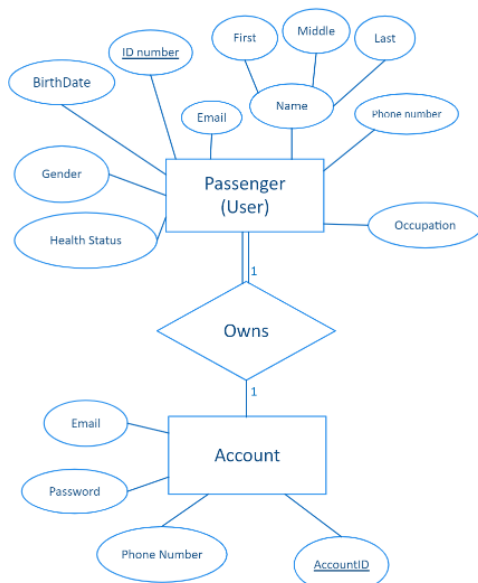 First
Middle
Last
ID number
BirthDate
Email
Name
Phone number
Gender
Passenger
(User)
Health Status
Occupation
1
Owns
1
Email
Account
Password
Phone Number
AccountID